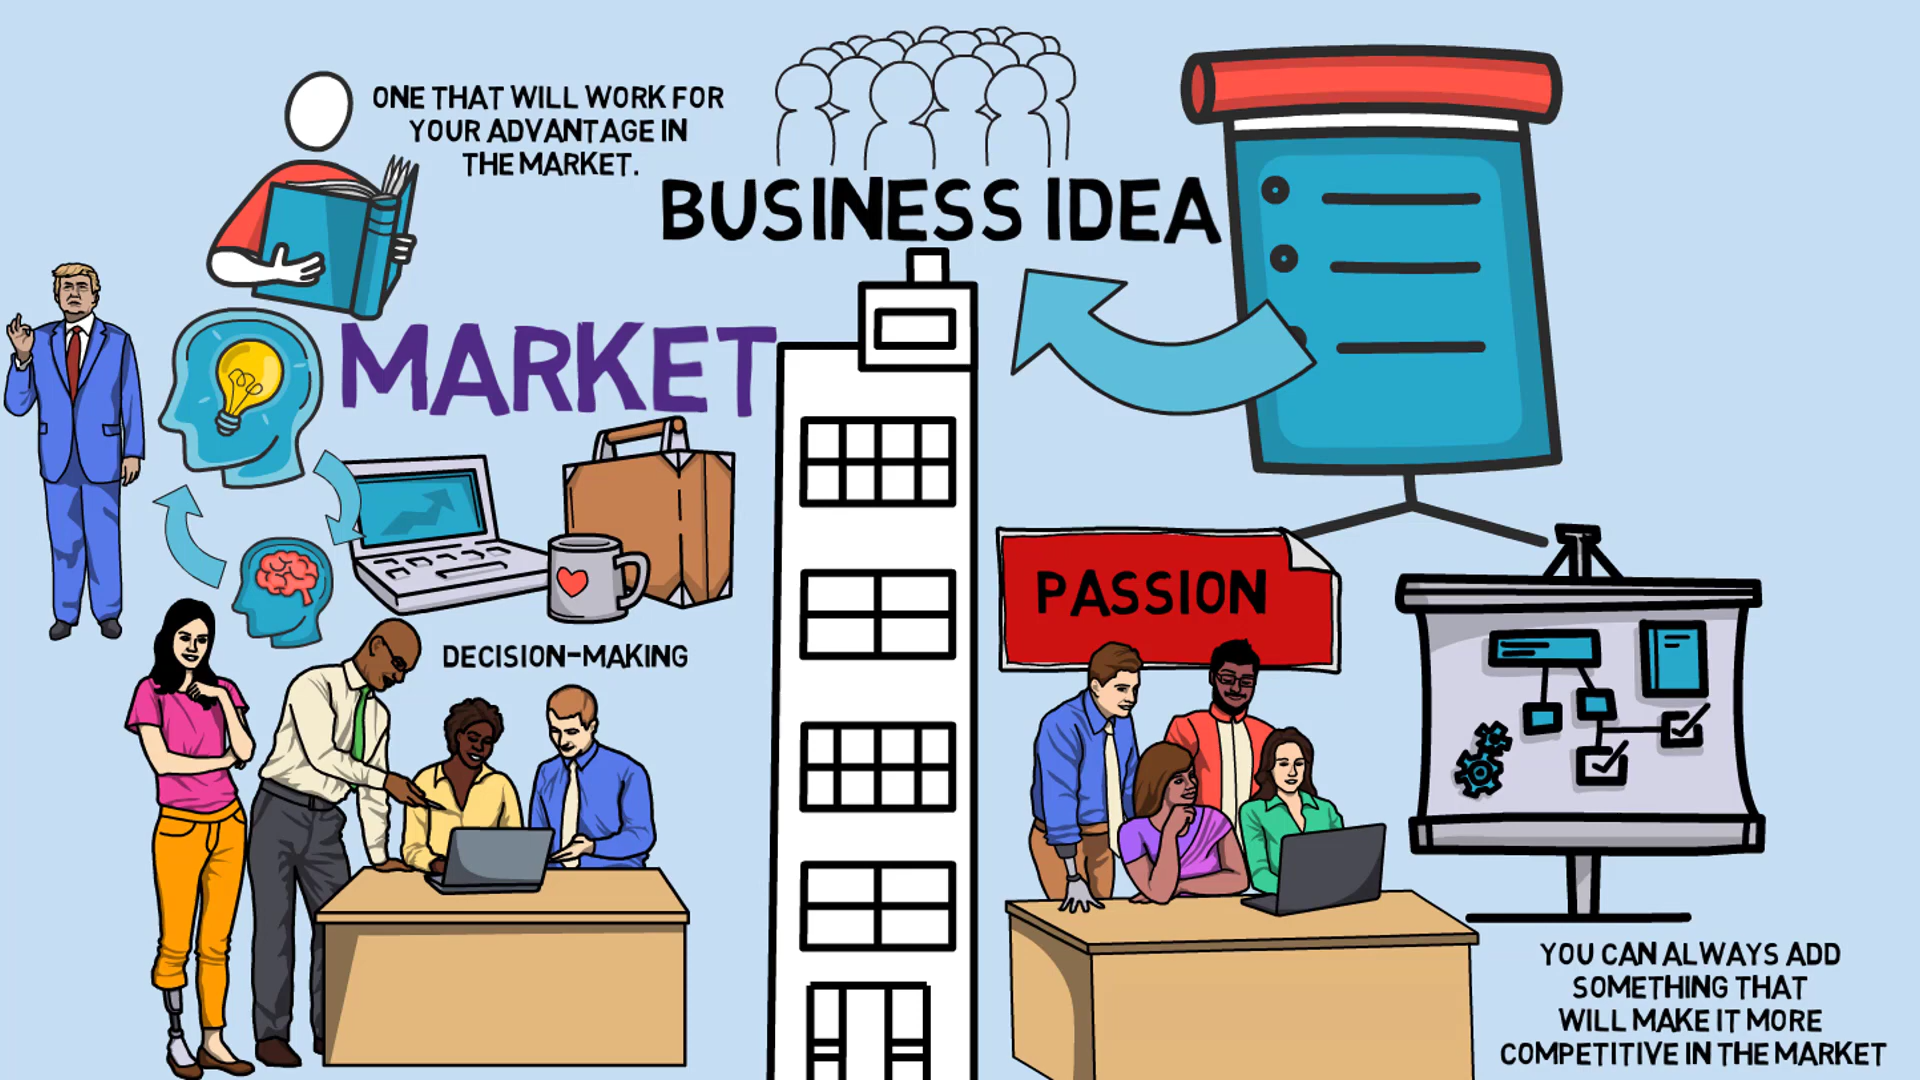 ONE THAT WILL WORK FOR
YOUR ADVANTAGE IN
THE MARKET.
BUSINESS IDEA
MARKET
PASSION
DECISION-MAKING
YOU CAN ALWAYS ADD
SOMETHING THAT
WILL MAKE IT MORE
COMPETITIVE IN THE MARKET